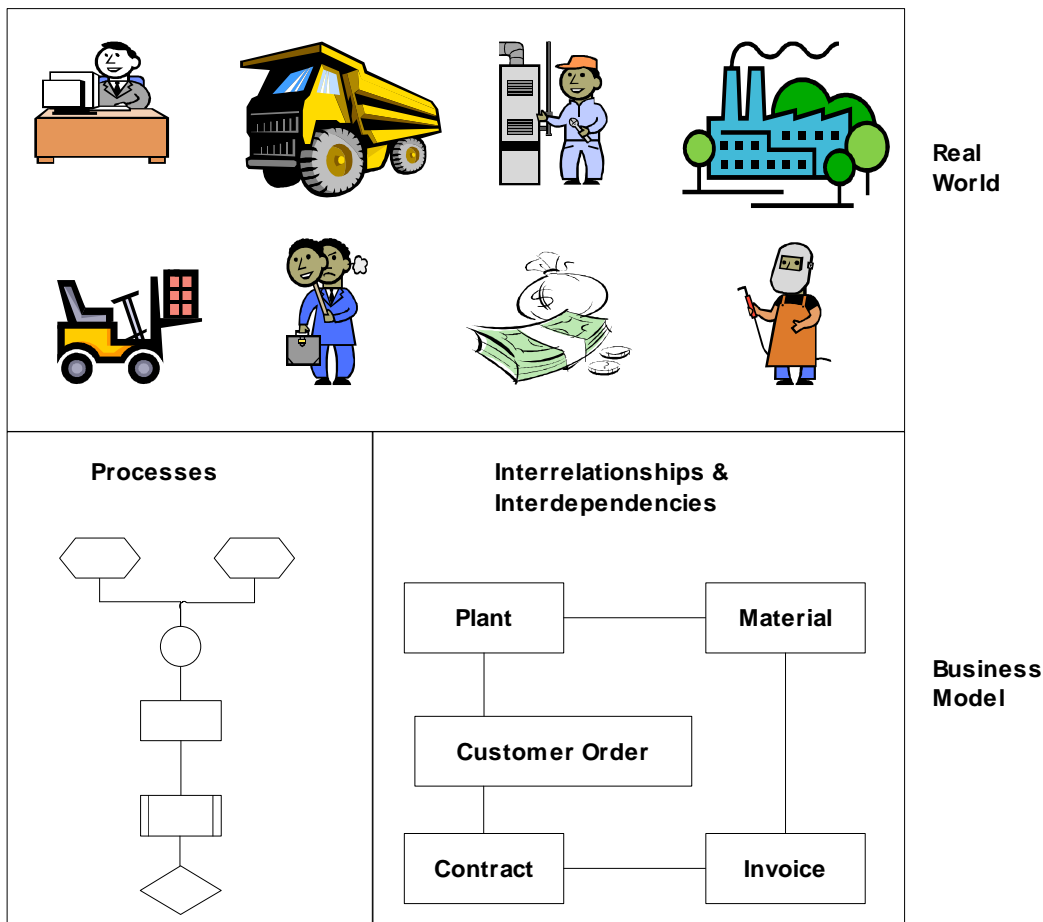 Real
World
Processes
Interrelationships &
Interdependencies
Plant
Material
Customer Order
Contract
Invoice
Business
Model